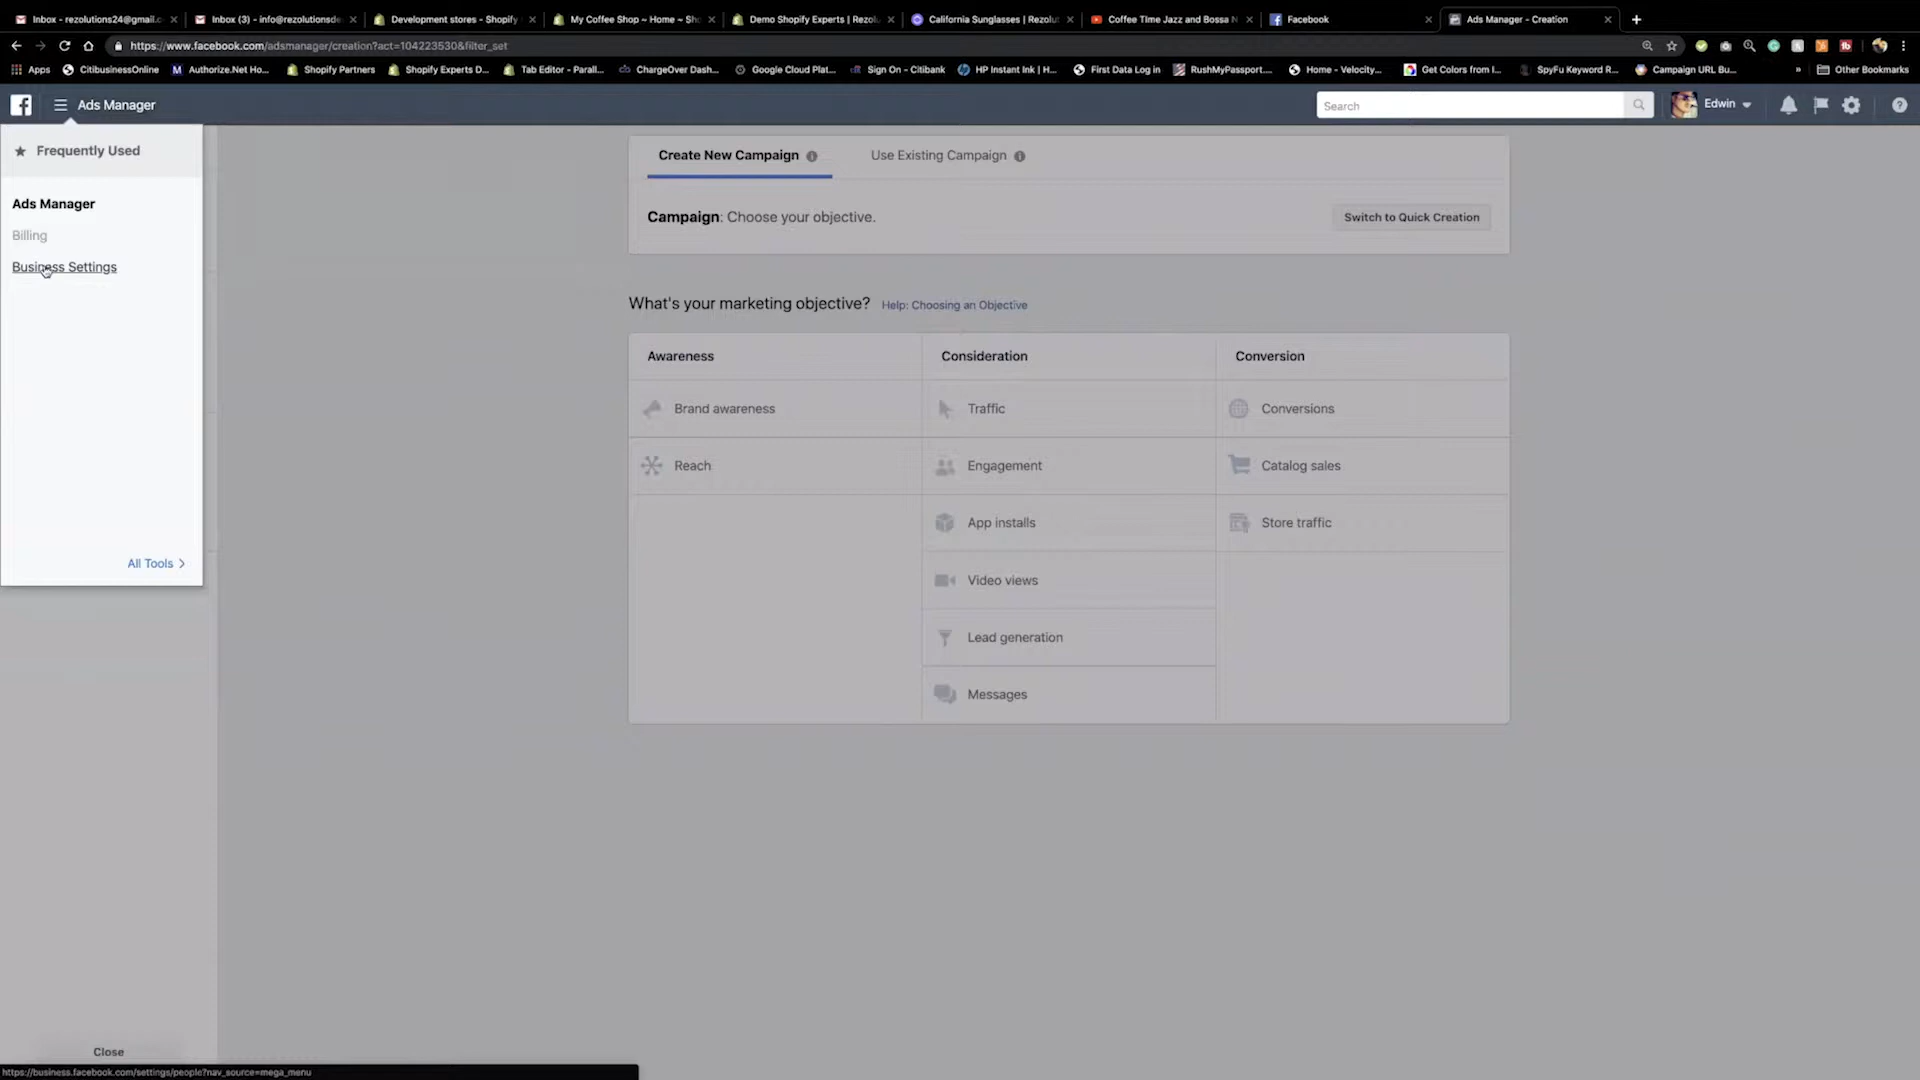 Inbox - rezolutions24@gmail.c
Inbox (3) - info@rezolutionsde
Development stores - Shopify
My Coffee Shop ~ Home ~ Sh
Demo Shopify Experts | Rezol
California Sunglasses | Rezolu
Coffee TIme Jazz and Bossa N
Facebook
Ads Manager - Creation
https://www.facebook.com/adsmanager/creation?act=104223530&filter_set
Apps
CitibusinessOnline
Authorize.Net Ho...
Shopify Partners
Shopify Experts D...
Tab Editor - Parall...
ChargeOver Dash...
Google Cloud Plat...
Sign On - Citibank
HP Instant Ink | H...
First Data Log in
RushMyPassport....
Home - Velocity...
Get Colors from I...
SpyFu Keyword R...
Campaign URL Bu...
»
Other Bookmarks
Ads Manager
Search
Edwin
Frequently Used
Ads Manager
Billing
Business Settings
All Tools
Create New Campaign
Use Existing Campaign
Campaign: Choose your objective.
Switch to Quick Creation
What's your marketing objective? Help: Choosing an Objective
Awareness
Consideration
Conversion
Brand awareness
Traffic
Conversions
Reach
Engagement
Catalog sales
App installs
Store traffic
Video views
Lead generation
Messages
Close
https://business.facebook.com/settings/people?nav_source=mega_menu